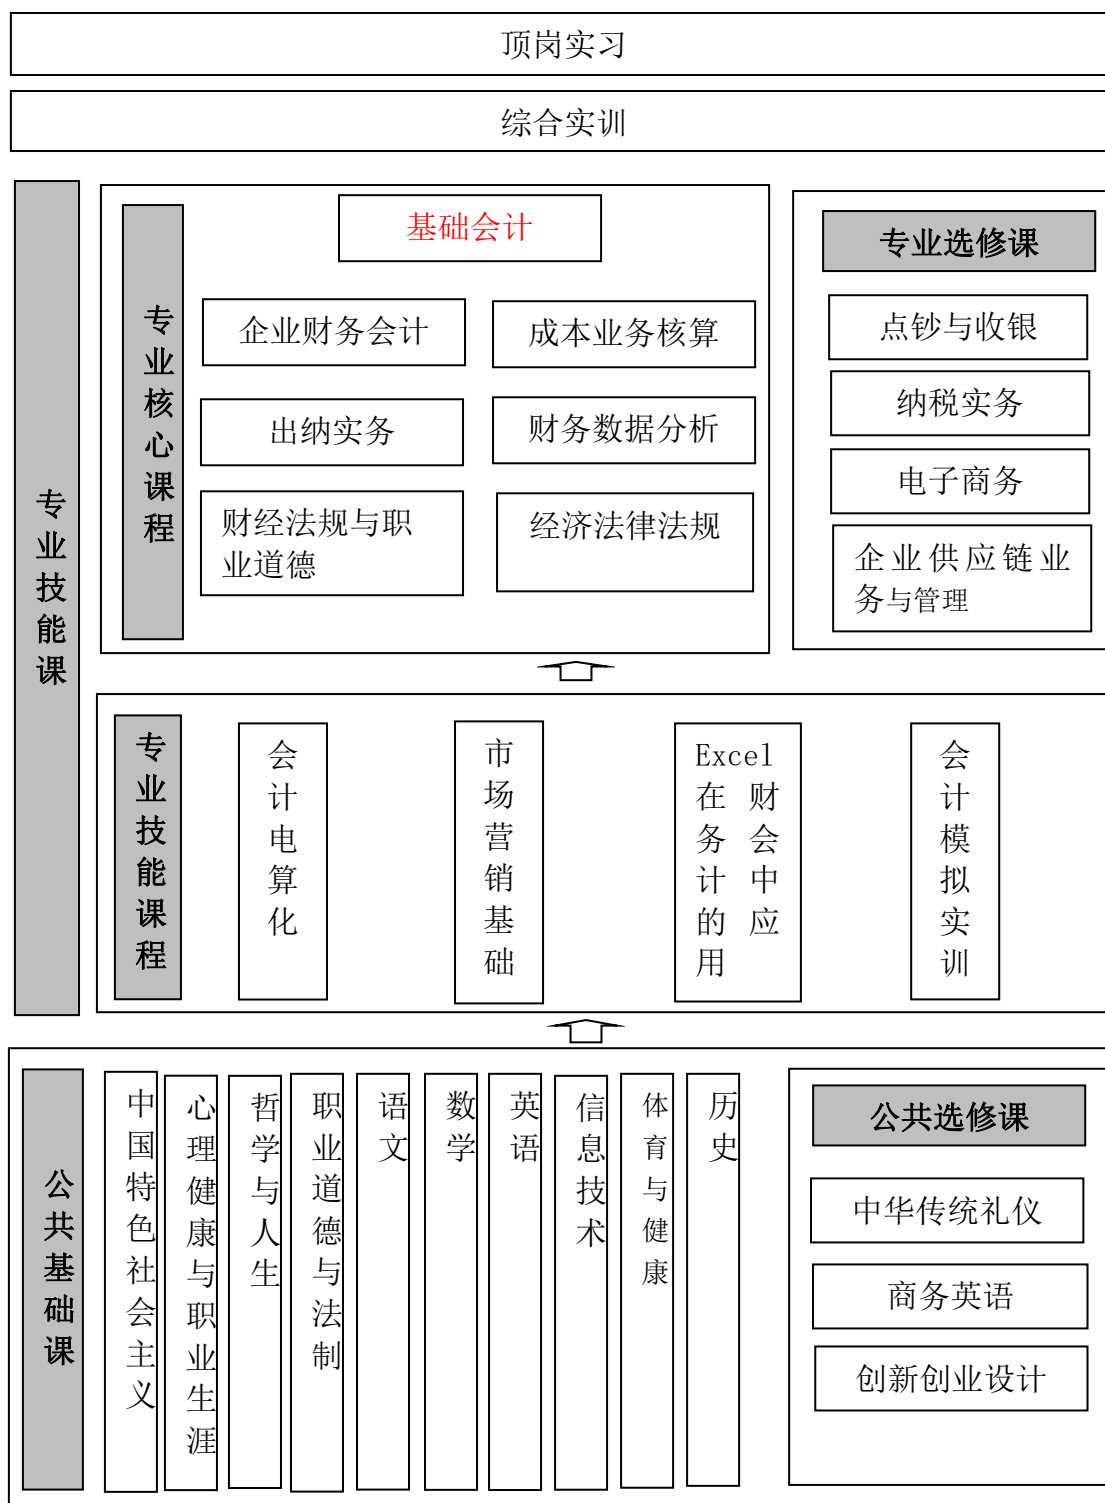 顶岗实习
综合实训
专业技能课
专业核心课程
基础会计
企业财务会计
成本业务核算
出纳实务
财务数据分析
财经法规与职
业道德
经济法律法规
专业选修课
点钞与收银
纳税实务
电子商务
企业供应链业
务与管理
专业技能课程
会计电算化
市场营销基础
Excel
在财
务会
计中
的应
用
会计模拟实训
公共基础课
中国特色社会主义
心理健康与职业生涯
哲学与人生
职业道德与法制
语文
数学
英语
信息技术
体育与健康
历史
公共选修课
中华传统礼仪
商务英语
创新创业设计